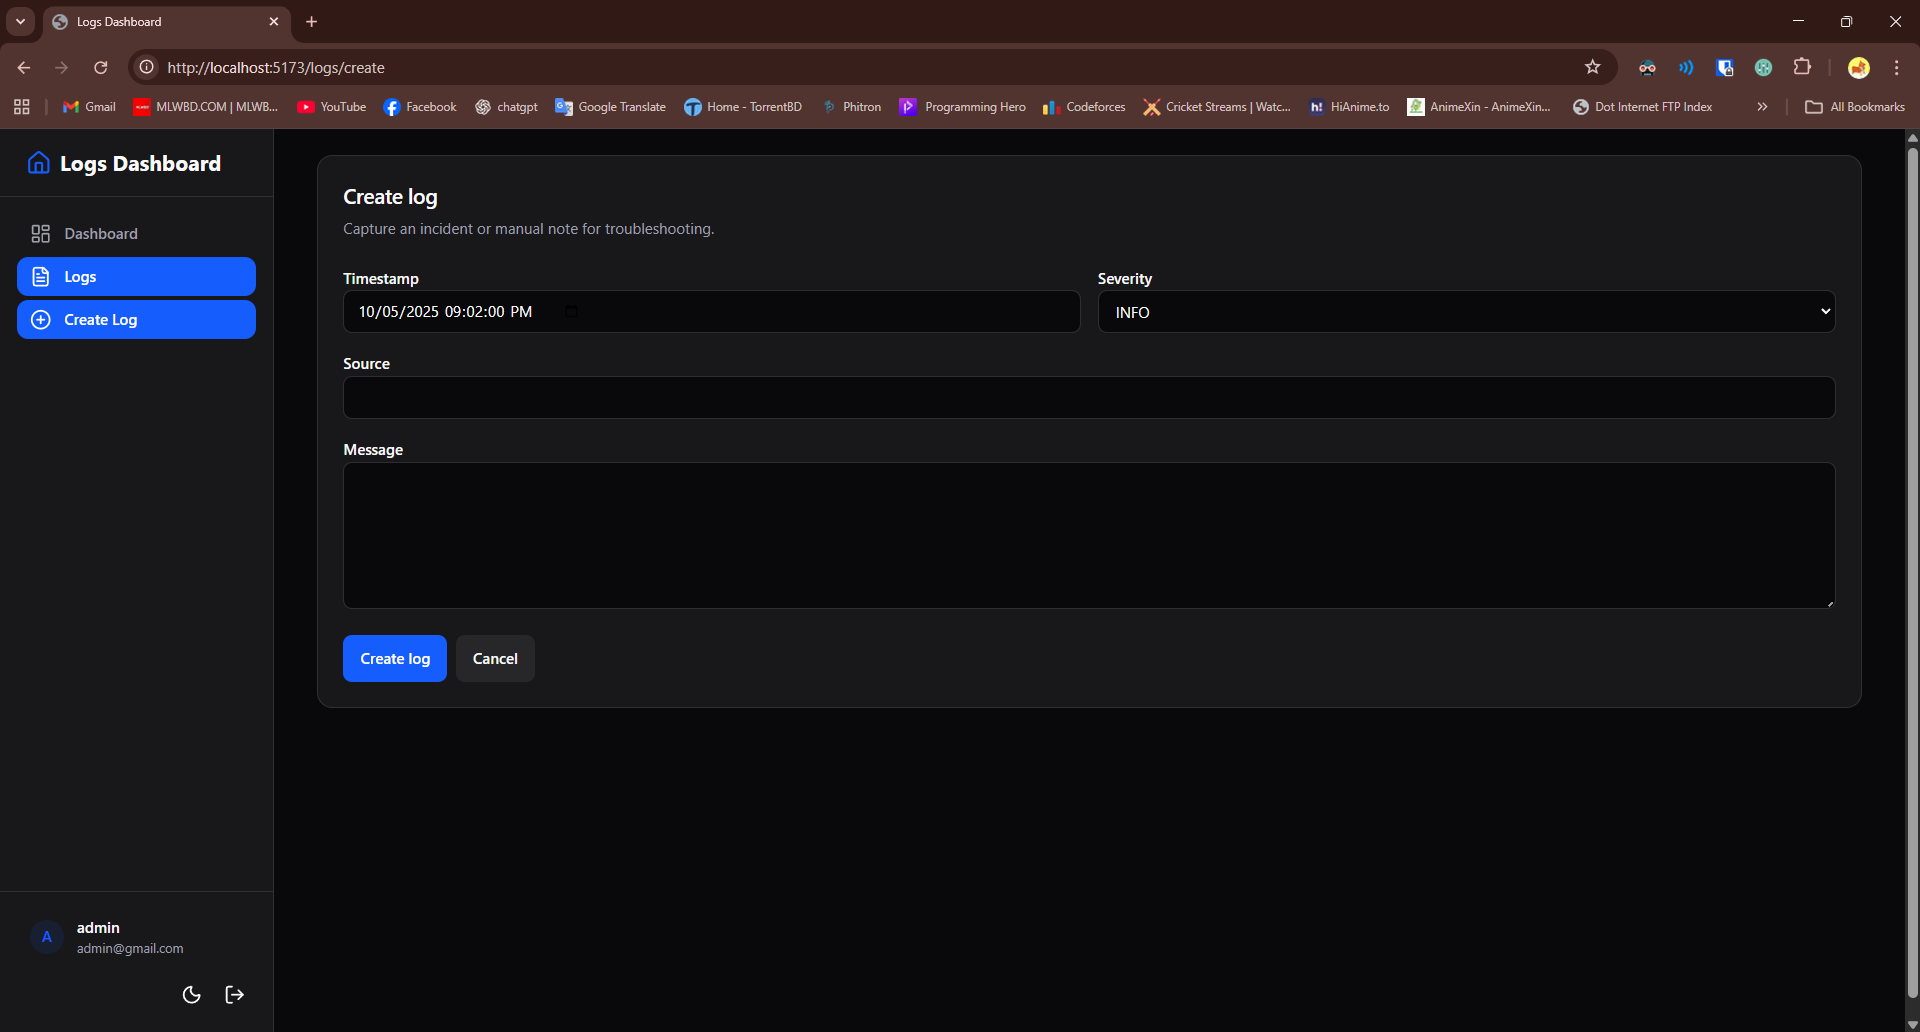 Logs Dashboard
http://localhost:5173/logs/create
Gmail
MLWBD.COM | MLWB...
YouTube
Facebook
chatgpt
Google Translate
Home - TorrentBD
Phitron
Programming Hero
Codeforces
Cricket Streams | Watc...
h!
HiAnime.to
AnimeXin - AnimeXin...
Dot Internet FTP Index
All Bookmarks
Logs Dashboard
Dashboard
Logs
Create Log
Create log
Capture an incident or manual note for troubleshooting.
Timestamp
Severity
10/05/2025 09:02:00 PM
INFO
Source
Message
Create log
Cancel
A
admin
admin@gmail.com